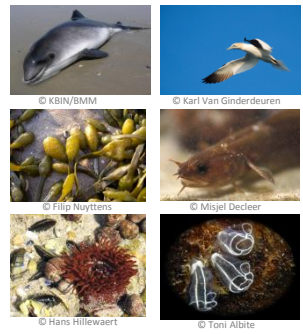 © KBIN/BMM
© Karl Van Ginderdeuren
© Filip Nuyttens
© Misjel Decleer
© Hans Hillewaert
© Toni Albite